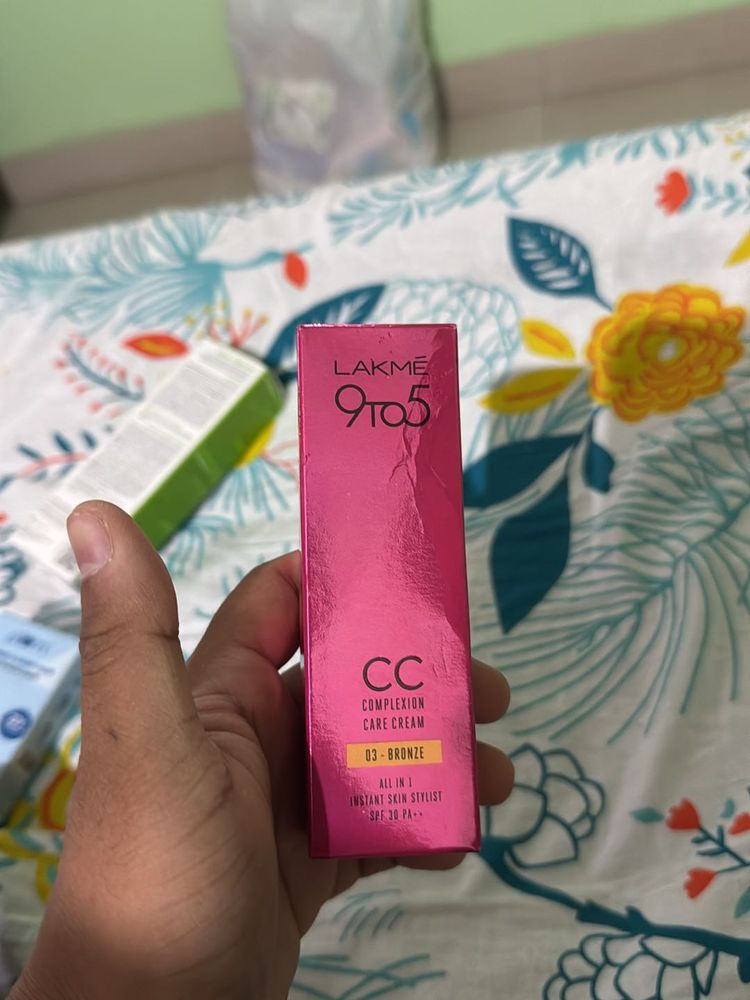 LAKMÉ
9TO5
CC
COMPLEXION
CARE CREAM
03 - BRONZE
ALL IN 1
INSTANT SKIN STYLIST
SPF 30 PA++